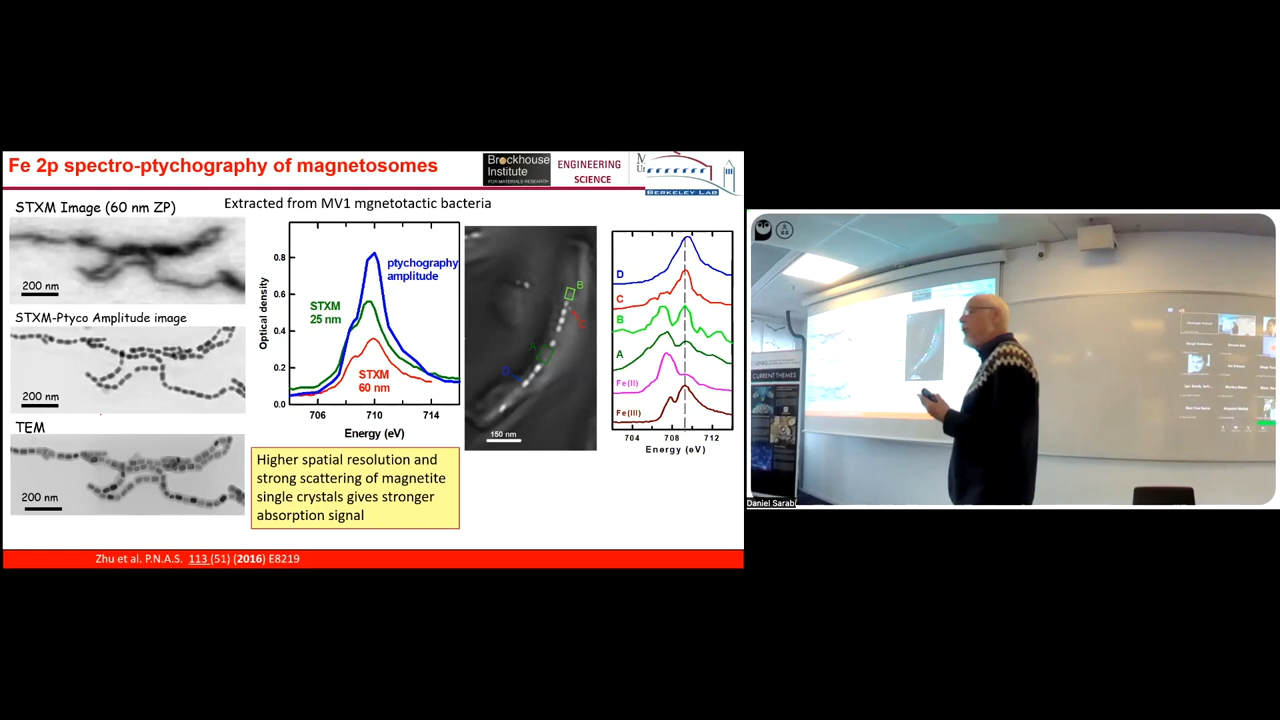 Fe 2p spectro-ptychography of magnetosomes
Brockhouse
Institute
FOR MATERIALS RESEARCH
ENGINEERING
SCIENCE
BERKELEY LAB
STXM Image (60 nm ZP)
200 nm
STXM-Ptyco Amplitude image
200 nm
TEM
200 nm
Extracted from MV1 mgnetotactic bacteria
Optical density
0.8
0.6
0.4
0.2
0.0
ptychography
amplitude
STXM
25 nm
STXM
60 nm
706 710 714
Energy (eV)
B
C
A
D
150 nm
D
C
B
A
Fe(II)
Fe(III)
704 708 712
Energy (eV)
Higher spatial resolution and
strong scattering of magnetite
single crystals gives stronger
absorption signal
Zhu et al. P.N.A.S. 113 (51) (2016) E8219
CURRENT THEMES
Daniel Sarabi